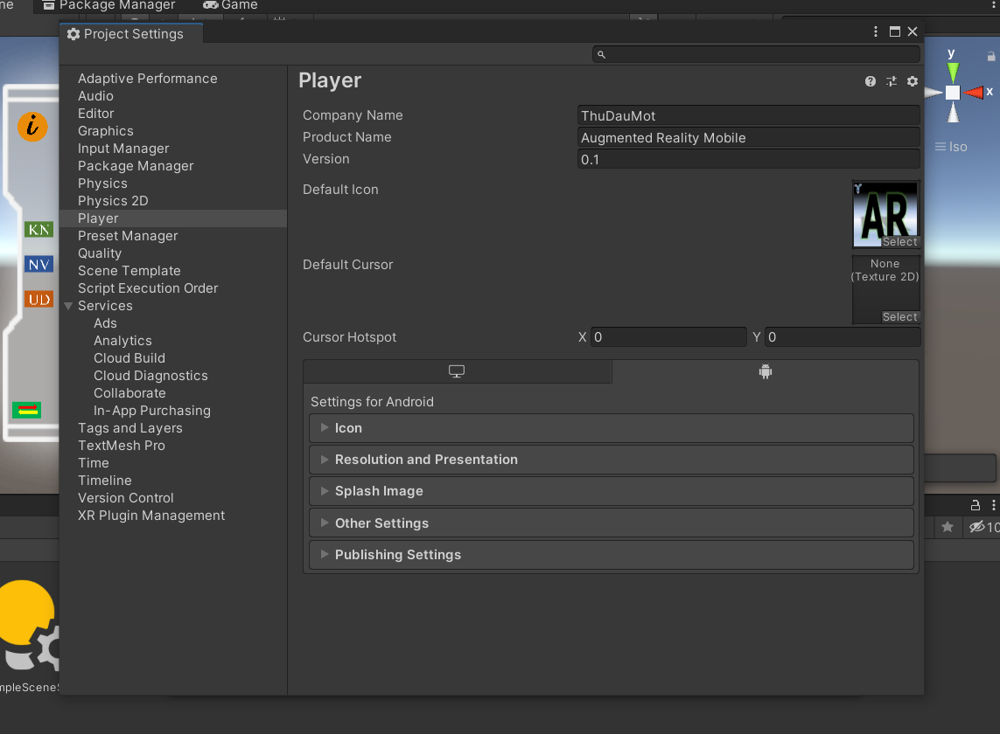 ne
Package Manager
Game
Project Settings
Adaptive Performance
Audio
Editor
Graphics
Input Manager
Package Manager
Physics
Physics 2D
Player
Preset Manager
Quality
Scene Template
Script Execution Order
Services
Ads
Analytics
Cloud Build
Cloud Diagnostics
Collaborate
In-App Purchasing
Tags and Layers
TextMesh Pro
Time
Timeline
Version Control
XR Plugin Management
Player
Company Name
ThuDauMot
Product Name
Augmented Reality Mobile
Version
0.1
Default Icon
AR
Select
Default Cursor
None
(Texture 2D)
Select
Cursor Hotspot
X 0
Y 0
Settings for Android
Icon
Resolution and Presentation
Splash Image
Other Settings
Publishing Settings
i
KN
NV
UD
y
x
Iso
10
mpleScene